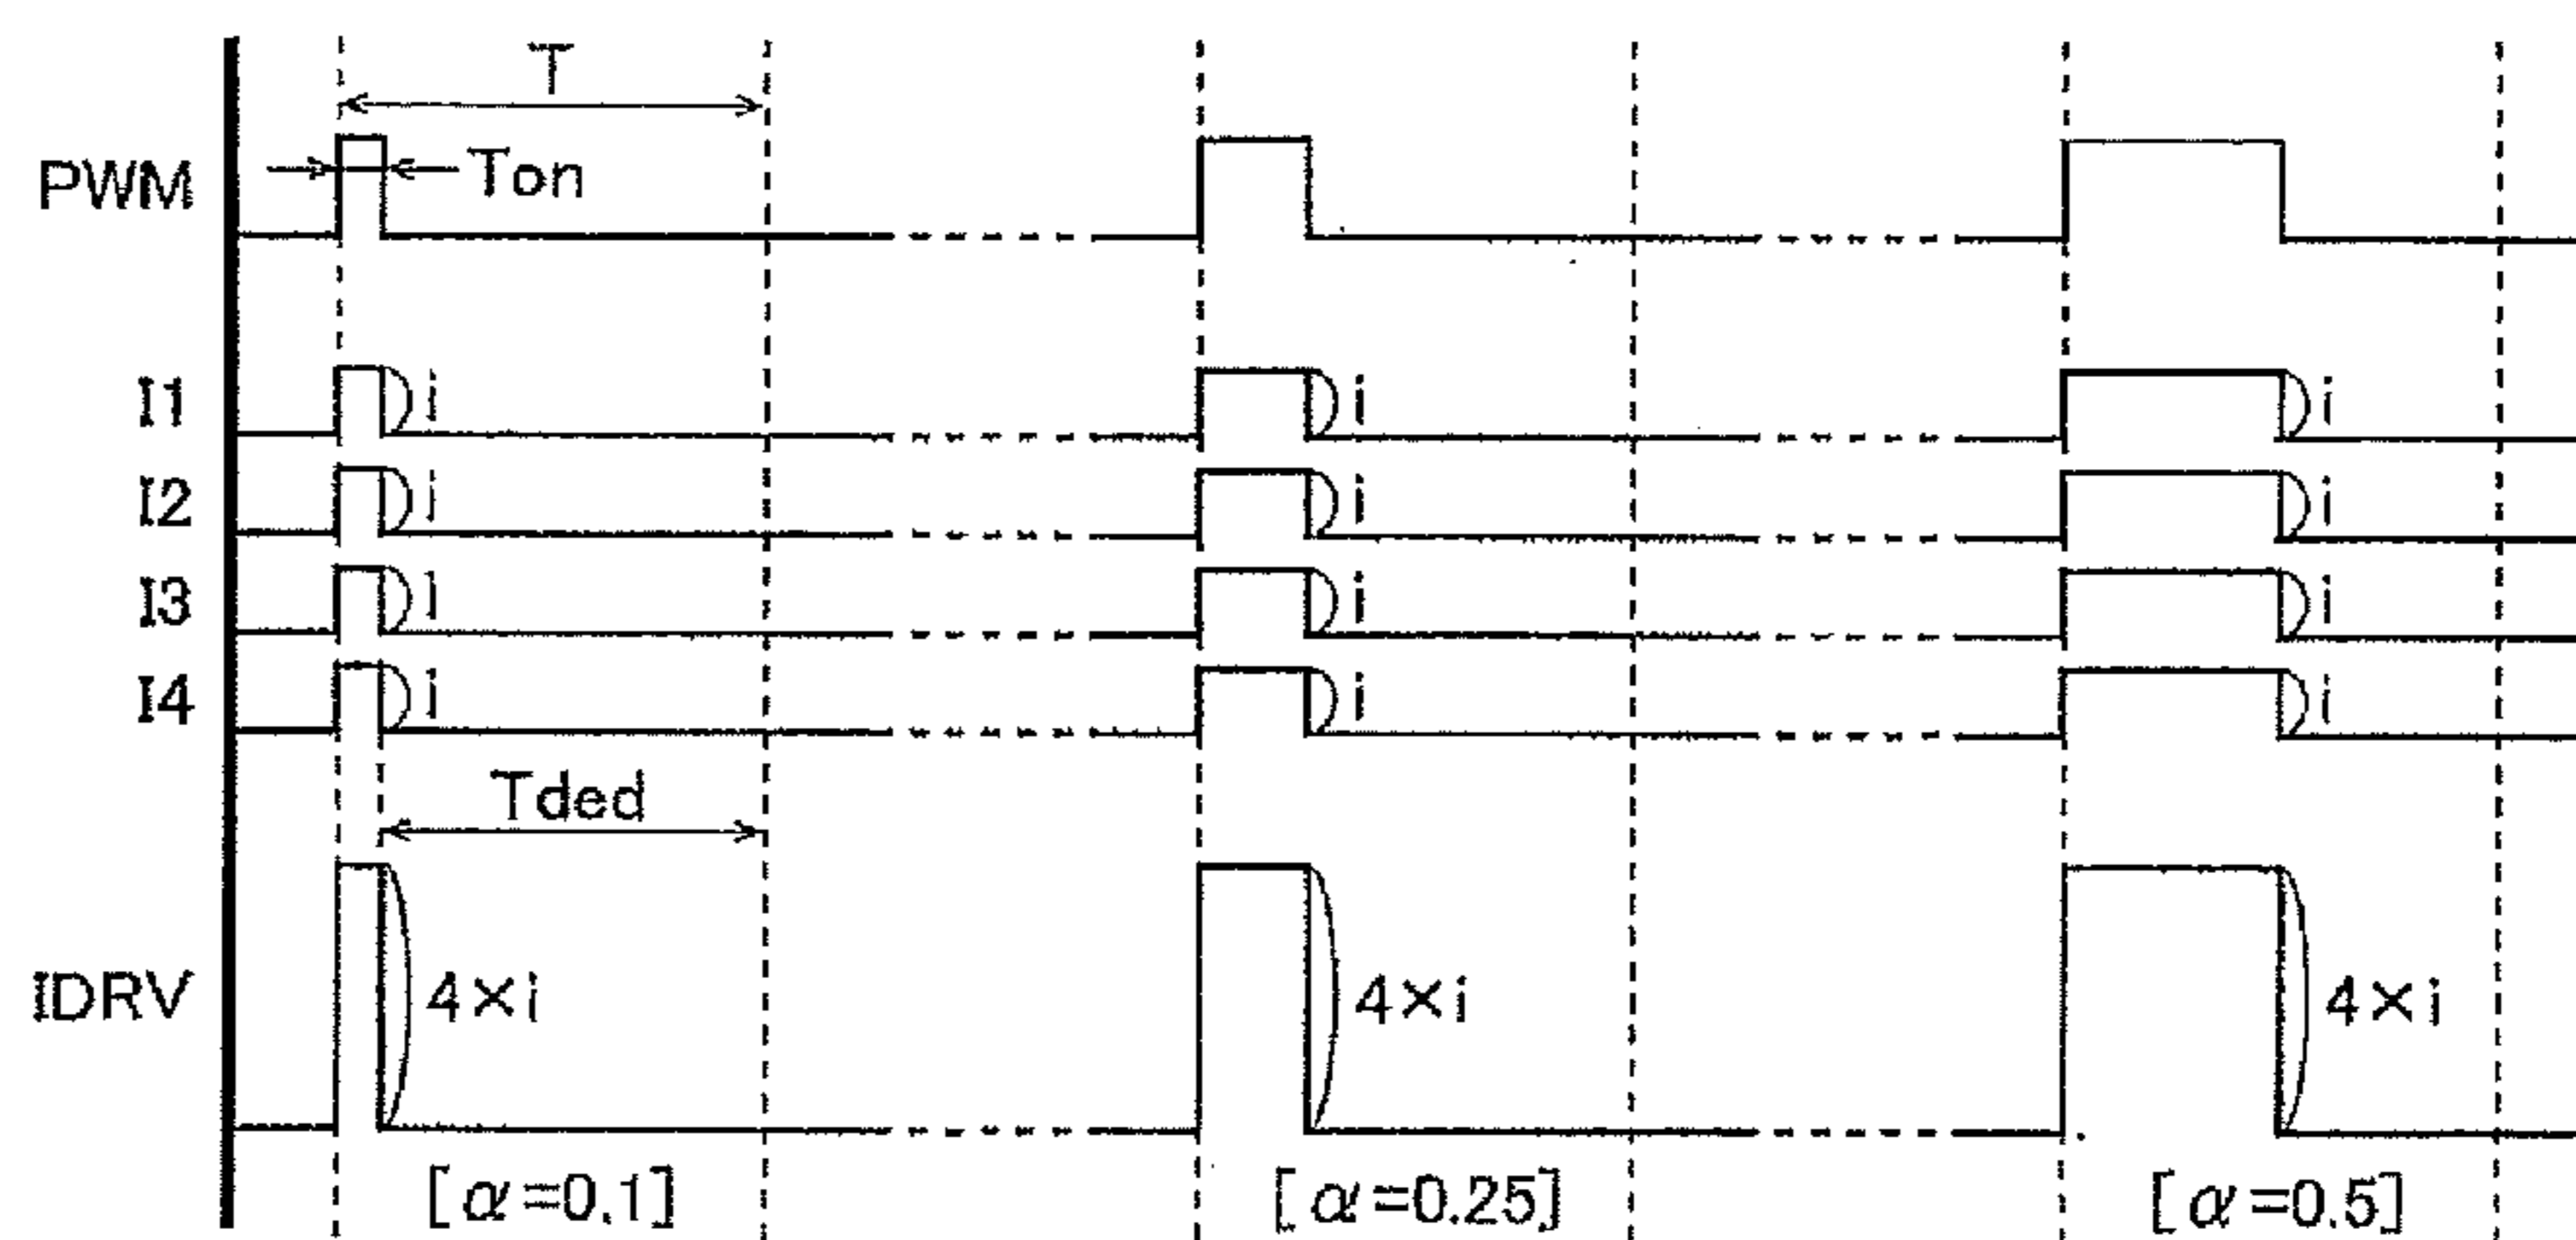 T
PWM
Ton
I1
i
i
i
I2
i
i
i
I3
i
i
i
I4
i
i
i
Tded
IDRV
4×i
4×i
4×i
[α=0.1]
[α=0.25]
[α=0.5]